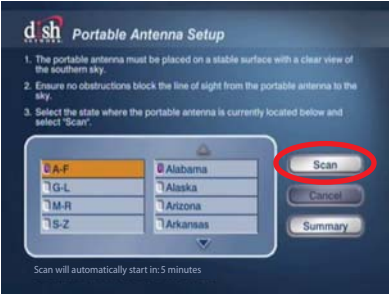 dish Portable Antenna Setup
NETWORK
1. The portable antenna must be placed on a stable surface with a clear view of
the southern sky.
2. Ensure no obstructions block the line of sight from the portable antenna to the
sky.
3. Select the state where the portable antenna is currently located below and
select "Scan".
A-F
Alabama
G-L
Alaska
M-R
Arizona
S-Z
Arkansas
Scan
Cancel
Summary
Scan will automatically start in: 5 minutes